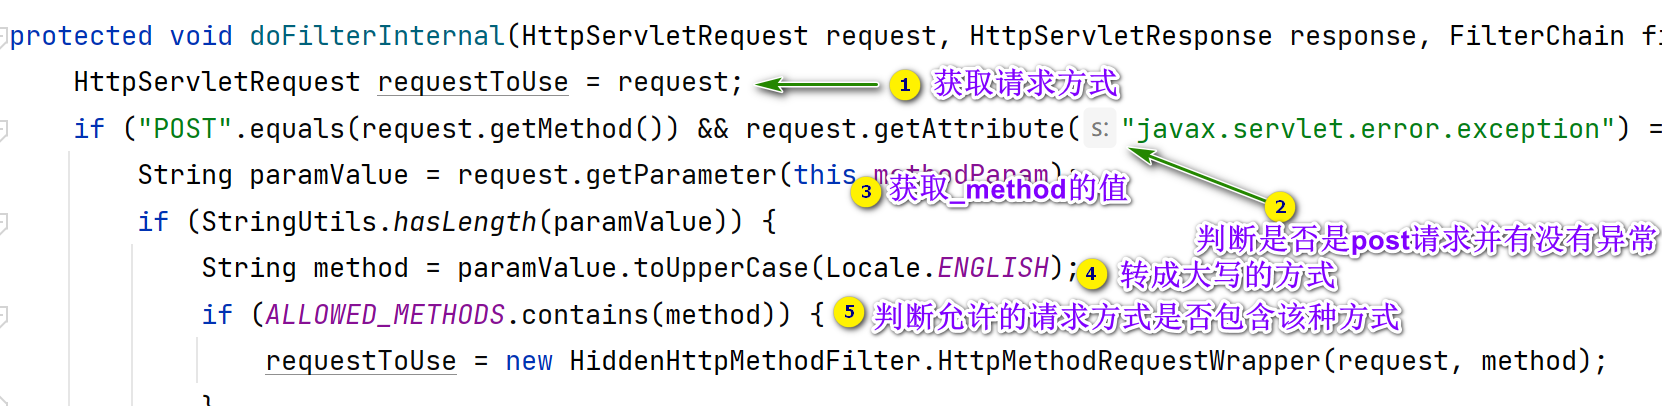 protected void doFilterInternal(HttpServletRequest request, HttpServletResponse response, FilterChain fi
HttpServletRequest requestToUse = request; 1 获取请求方式
if ("POST".equals(request.getMethod()) && request.getAttribute( s: "javax.servlet.error.exception") =
String paramValue = request.getParameter(this.methodParam);
3 获取_method的值
2
if (StringUtils.hasLength(paramValue)) {
判断是否是post请求并有没有异常
String method = paramValue.toUpperCase(Locale.ENGLISH); 4 转成大写的方式
if (ALLOWED_METHODS.contains(method)) { 5 判断允许的请求方式是否包含该种方式
requestToUse = new HiddenHttpMethodFilter.HttpMethodRequestWrapper(request, method);
}